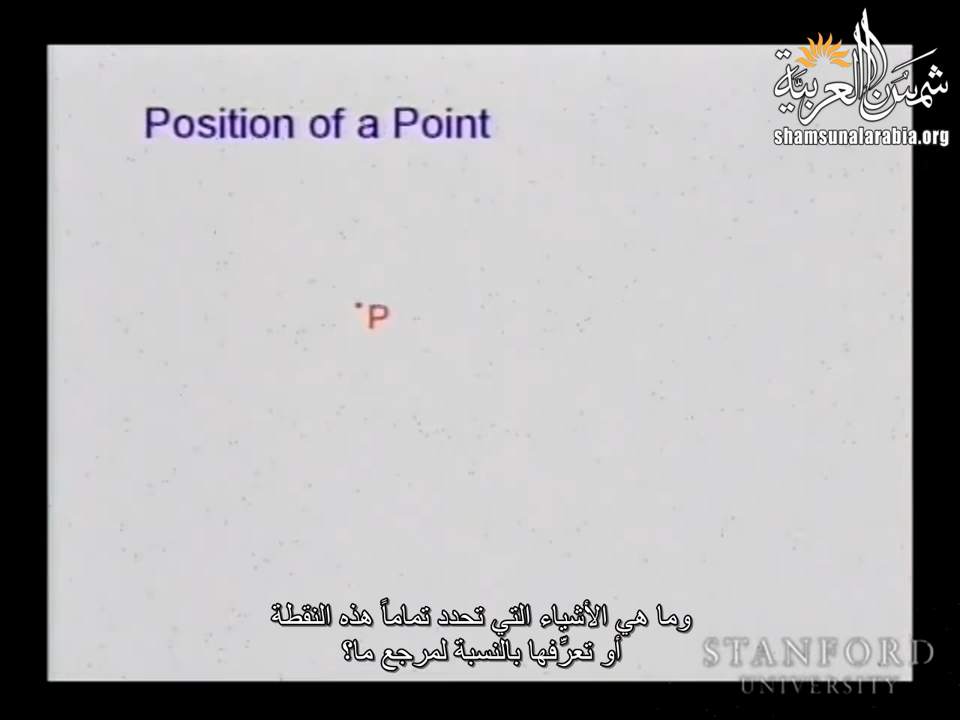 شمس العربية
shamsunalarabia.org
Position of a Point
P
وما هي الأشياء التي تحدد تماماً هذه النقطة
أو تعرِّفها بالنسبة لمرجع ما؟
STANFORD
UNIVERSITY